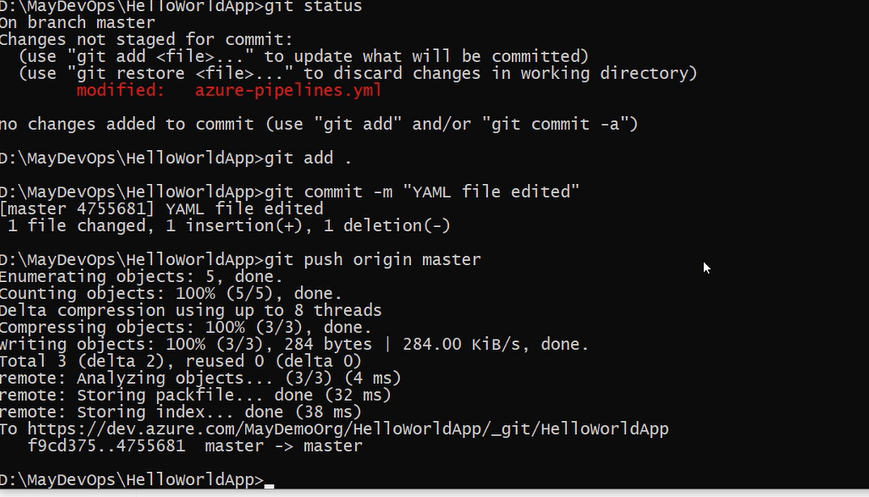 D:\MayDevOps\HelloWorldApp>git status
On branch master
Changes not staged for commit:
  (use "git add <file>..." to update what will be committed)
  (use "git restore <file>..." to discard changes in working directory)
        modified:   azure-pipelines.yml

no changes added to commit (use "git add" and/or "git commit -a")

D:\MayDevOps\HelloWorldApp>git add .

D:\MayDevOps\HelloWorldApp>git commit -m "YAML file edited"
[master 4755681] YAML file edited
 1 file changed, 1 insertion(+), 1 deletion(-)

D:\MayDevOps\HelloWorldApp>git push origin master
Enumerating objects: 5, done.
Counting objects: 100% (5/5), done.
Delta compression using up to 8 threads
Compressing objects: 100% (3/3), done.
Writing objects: 100% (3/3), 284 bytes | 284.00 KiB/s, done.
Total 3 (delta 2), reused 0 (delta 0)
remote: Analyzing objects... (3/3) (4 ms)
remote: Storing packfile... done (32 ms)
remote: Storing index... done (38 ms)
To https://dev.azure.com/MayDemoOrg/HelloWorldApp/_git/HelloWorldApp
   f9cd375..4755681  master -> master

D:\MayDevOps\HelloWorldApp>